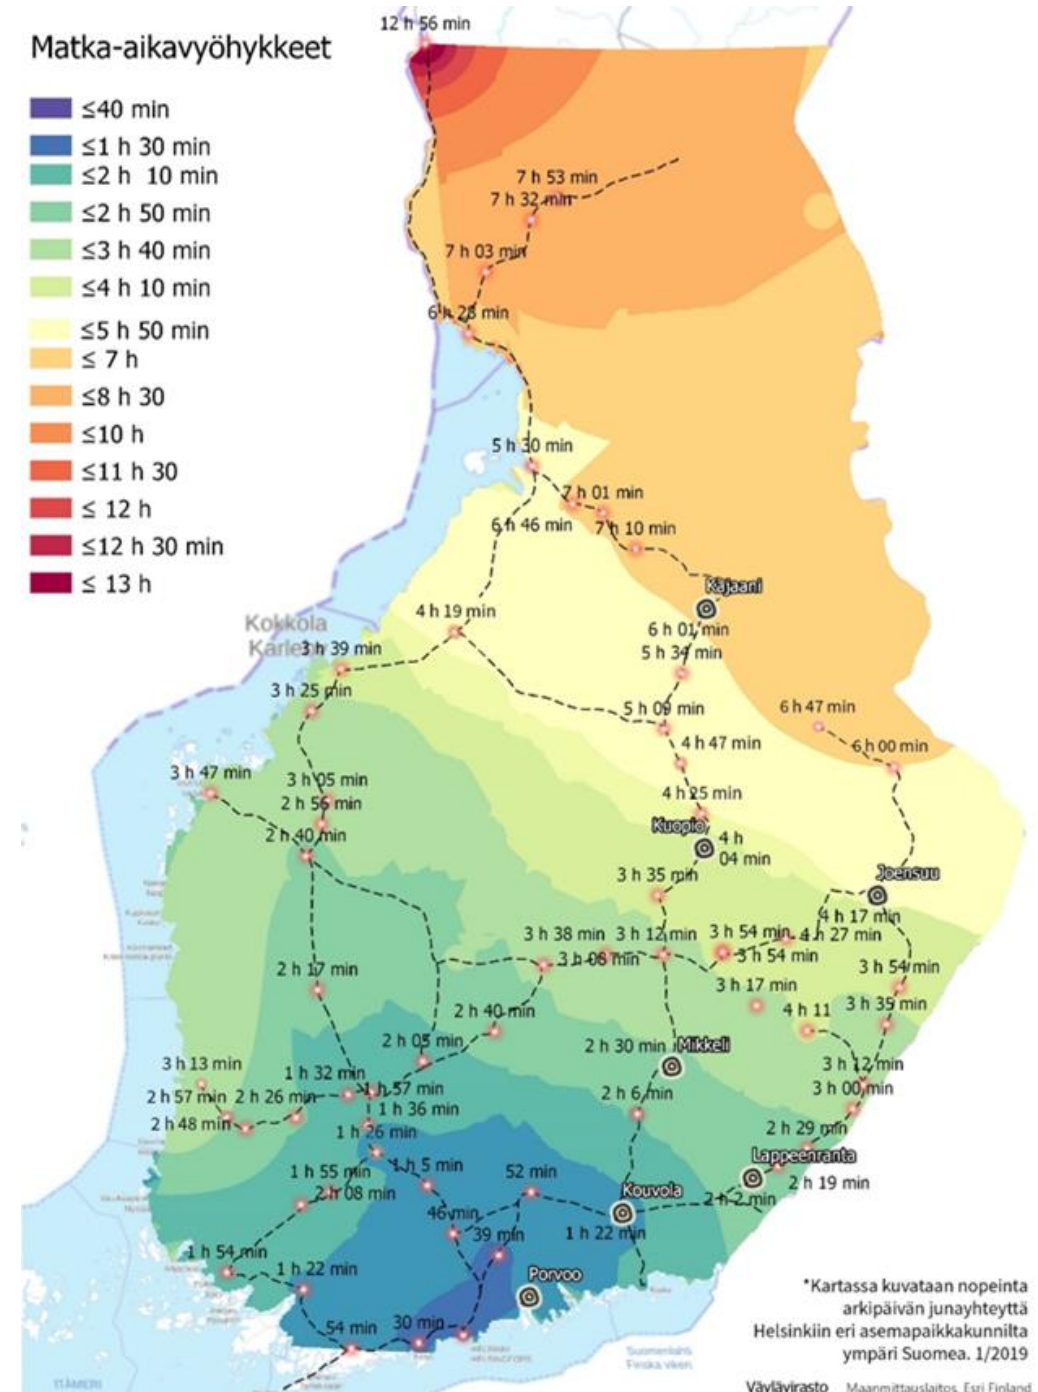 12 h 56 min
Matka-aikavyöhykkeet
≤40 min
≤1 h 30 min
≤2 h 10 min
≤2 h 50 min
≤3 h 40 min
≤4 h 10 min
≤5 h 50 min
≤ 7 h
≤8 h 30
≤10 h
≤11 h 30
≤ 12 h
≤12 h 30 min
≤ 13 h
7 h 53 min
7 h 32 min
7 h 03 min
6 h 28 min
5 h 30 min
7 h 01 min
6 h 46 min
7 h 10 min
Kajaani
4 h 19 min
6 h 01 min
Kokkola
3 h 39 min
5 h 34 min
3 h 25 min
5 h 09 min
6 h 47 min
4 h 47 min
6 h 00 min
3 h 47 min
3 h 05 min
2 h 56 min
4 h 25 min
2 h 40 min
Kuopio
4 h
04 min
3 h 35 min
Joensuu
4 h 17 min
3 h 38 min
3 h 12 min
3 h 54 min
4 h 27 min
3 h 08 min
3 h 54 min
2 h 17 min
3 h 54 min
3 h 17 min
2 h 40 min
4 h 11
3 h 35 min
2 h 05 min
2 h 30 min
Mikkeli
3 h 13 min
1 h 32 min
3 h 12 min
2 h 57 min
2 h 26 min
1 h 57 min
2 h 6 min
3 h 00 min
2 h 48 min
1 h 36 min
1 h 26 min
2 h 29 min
Lappeenranta
1 h 55 min
1 h 5 min
52 min
2 h 19 min
2 h 08 min
Kouvola
2 h 2 min
46 min
1 h 22 min
39 min
1 h 54 min
1 h 22 min
Porvoo
54 min
30 min
*Kartassa kuvataan nopeinta
arkipäivän junayhteyttä
Helsinkiin eri asemapaikkakunnilta
ympäri Suomea. 1/2019
Suomenlahti
Finska viken
ITÄMERI
Väylävirasto Maanmittauslaitos, Esri Finland